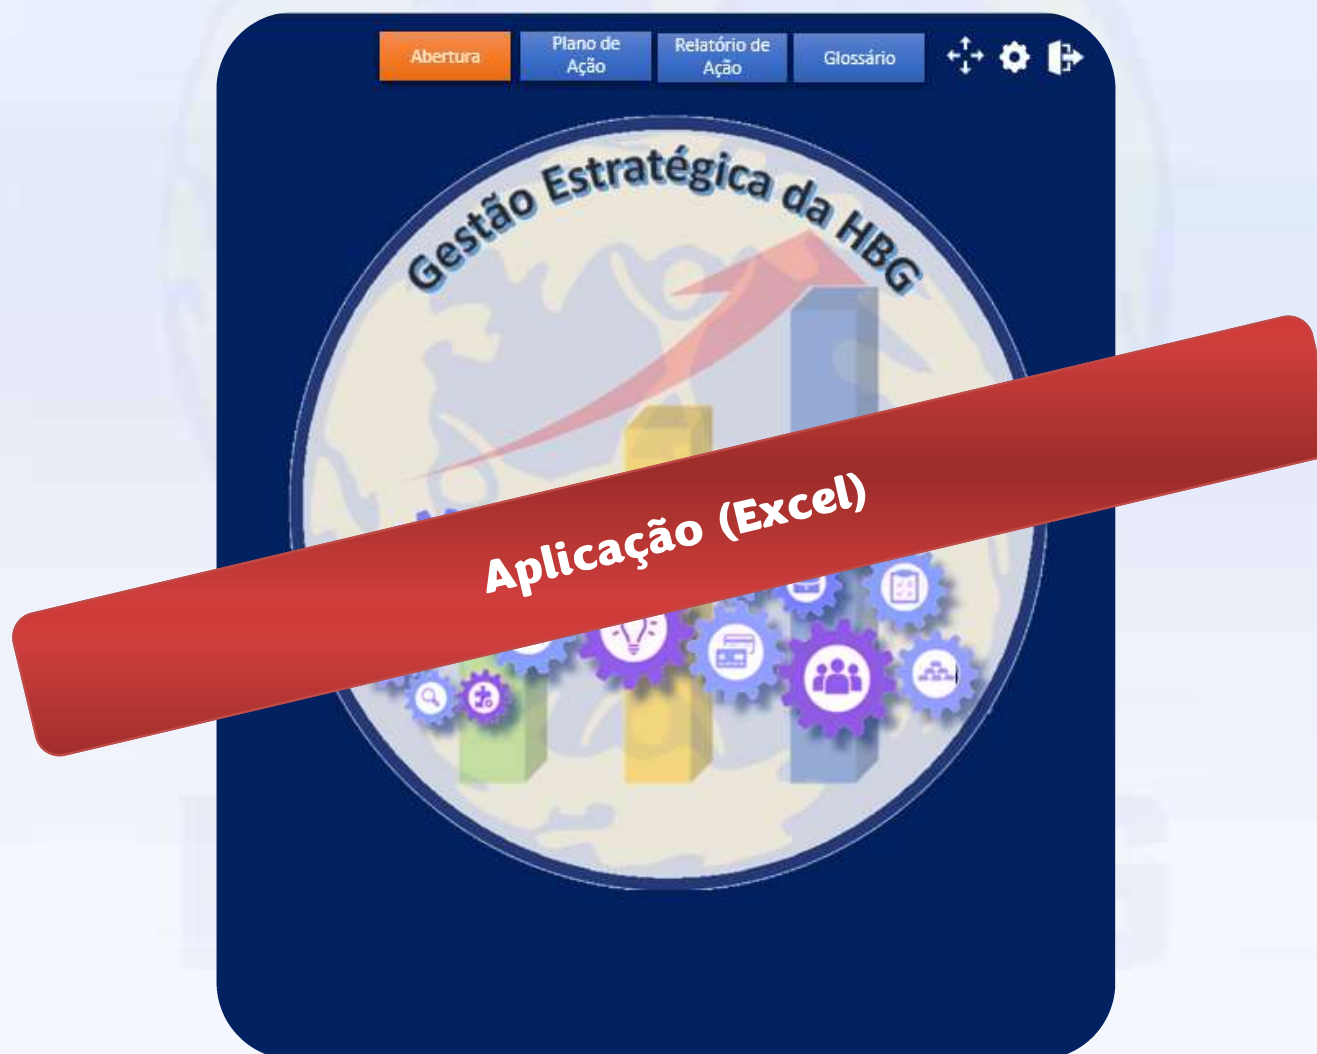 Abertura
Plano de
Ação
Relatório de
Ação
Glossário
Gestão Estratégica da HBG
Aplicação (Excel)